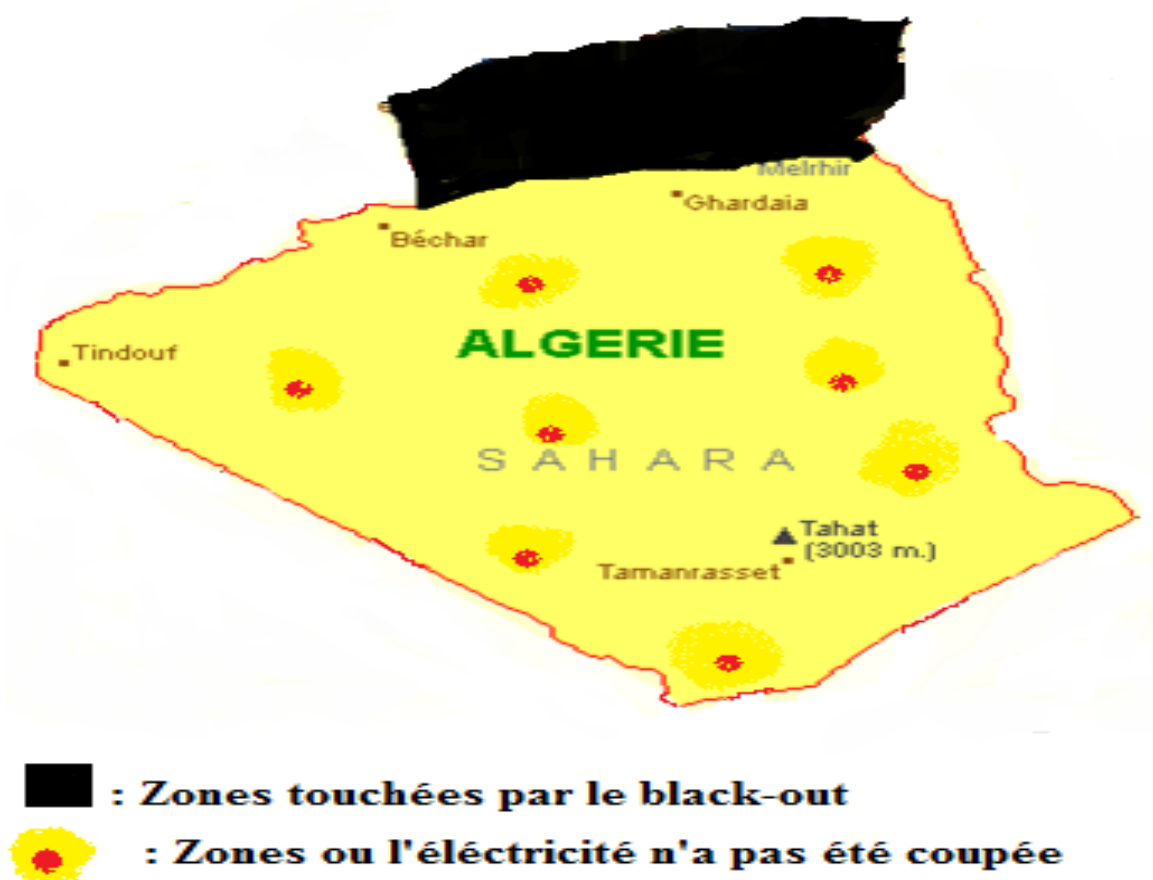 Melrhir
Ghardaia
Béchar
ALGERIE
Tindouf
SAHARA
Tahat
(3003 m.)
Tamanrasset
: Zones touchées par le black-out
: Zones ou l'éléctricité n'a pas été coupée